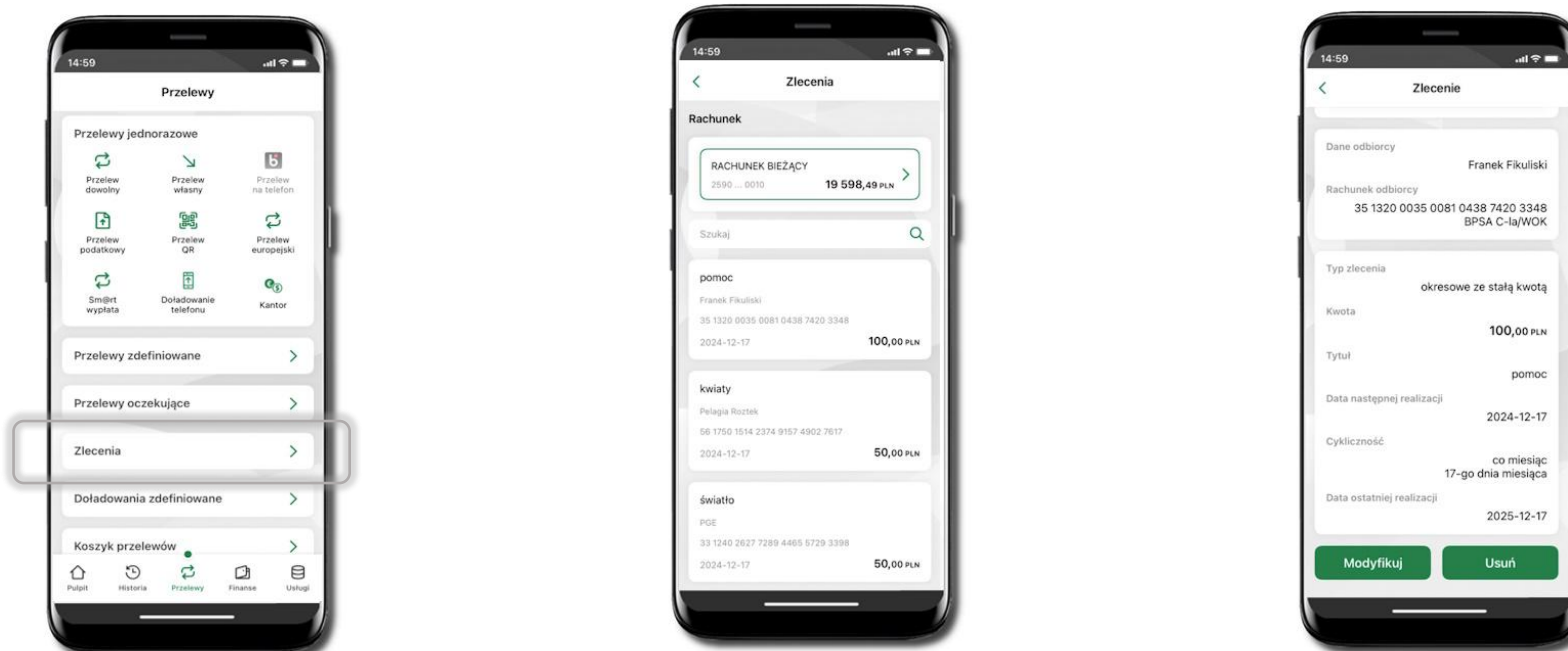 14:59
Przelewy
Przelewy jednorazowe
Przelew
dowolny
Przelew
własny
Przelew
na telefon
Przelew
podatkowy
Przelew
QR
Przelew
europejski
Sm@rt
wypłata
Doładowanie
telefonu
Kantor
Przelewy zdefiniowane
Przelewy oczekujące
Zlecenia
Doładowania zdefiniowane
Koszyk przelewów
Pulpit
Historia
Przelewy
Finanse
Usługi
14:59
Zlecenia
Rachunek
RACHUNEK BIEŻĄCY
2590 ... 0010 19 598,49 PLN
Szukaj
pomoc
Franek Fikuliski
35 1320 0035 0081 0438 7420 3348
2024-12-17 100,00 PLN
kwiaty
Pelagia Roztek
56 1750 1514 2374 9157 4902 7617
2024-12-17 50,00 PLN
światło
PGE
33 1240 2627 7289 4465 5729 3398
2024-12-17 50,00 PLN
14:59
Zlecenie
Dane odbiorcy
Franek Fikuliski
Rachunek odbiorcy
35 1320 0035 0081 0438 7420 3348
BPSA C-la/WOK
Typ zlecenia
okresowe ze stałą kwotą
Kwota
100,00 PLN
Tytuł
pomoc
Data następnej realizacji
2024-12-17
Cykliczność
co miesiąc
17-go dnia miesiąca
Data ostatniej realizacji
2025-12-17
Modyfikuj
Usuń